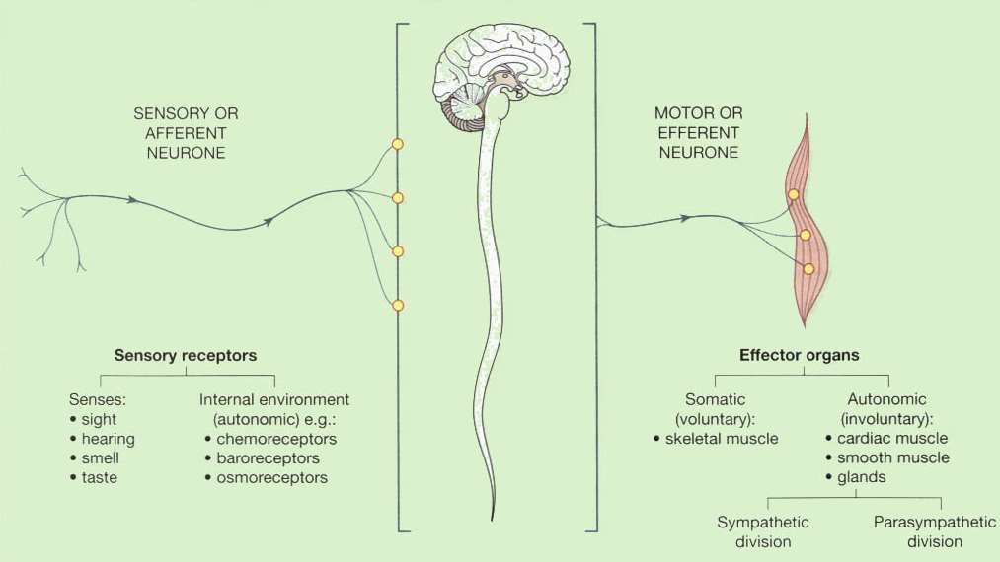 SENSORY OR
AFFERENT
NEURONE
MOTOR OR
EFFERENT
NEURONE
Sensory receptors
Senses:
• sight
• hearing
• smell
• taste
Internal environment
(autonomic) e.g.:
• chemoreceptors
• baroreceptors
• osmoreceptors
Effector organs
Somatic
(voluntary):
• skeletal muscle
Autonomic
(involuntary):
• cardiac muscle
• smooth muscle
• glands
Sympathetic
division
Parasympathetic
division